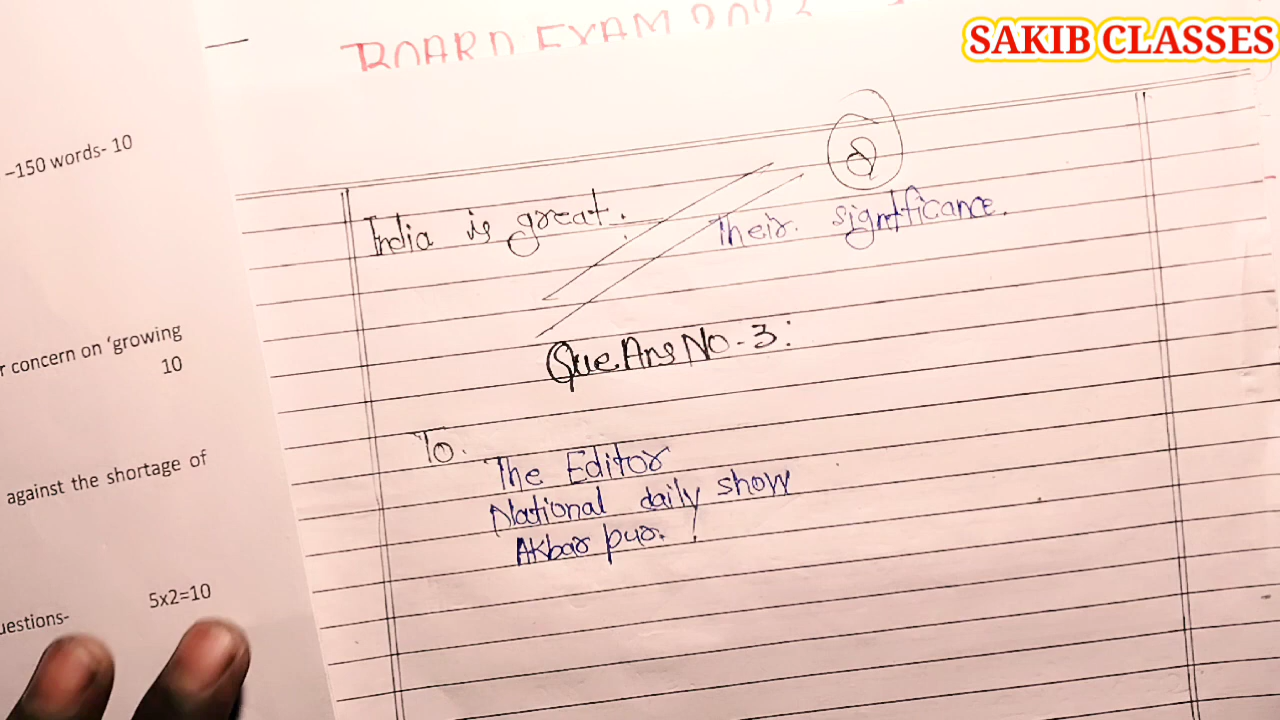 SAKIB CLASSES
BOARD EXAM
–150 words- 10
8
India is great.
Their. significance.
r concern on ‘growing
10
Que.Ans No-3:
against the shortage of
To.
The Editor
National daily show
Akbar pur.
5x2=10
uestions-